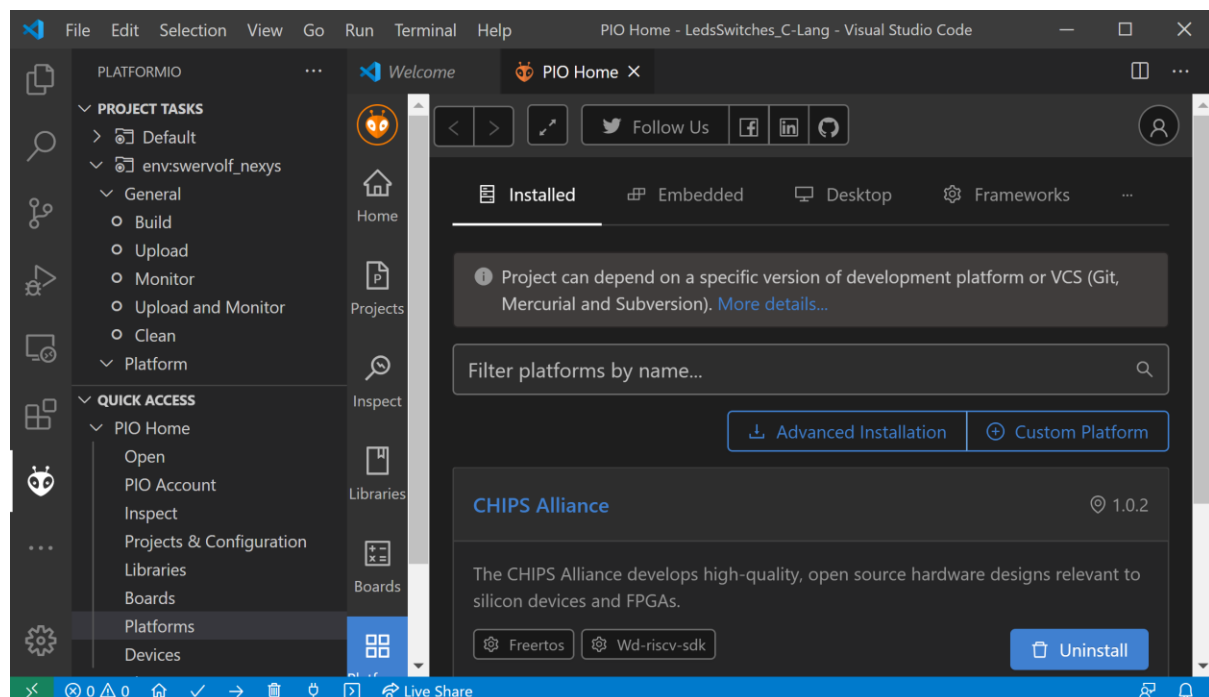 File Edit Selection View Go Run Terminal Help PIO Home - LedsSwitches_C-Lang - Visual Studio Code
PLATFORMIO
PROJECT TASKS
Default
env:swervolf_nexys
General
Build
Upload
Monitor
Upload and Monitor
Clean
Platform
QUICK ACCESS
PIO Home
Open
PIO Account
Inspect
Projects & Configuration
Libraries
Boards
Platforms
Devices
Welcome PIO Home
Home
Projects
Inspect
Libraries
Boards
Follow Us
Installed Embedded Desktop Frameworks
Project can depend on a specific version of development platform or VCS (Git,
Mercurial and Subversion). More details...
Filter platforms by name...
Advanced Installation Custom Platform
CHIPS Alliance 1.0.2
The CHIPS Alliance develops high-quality, open source hardware designs relevant to
silicon devices and FPGAs.
Freertos Wd-riscv-sdk Uninstall
0 0 Live Share